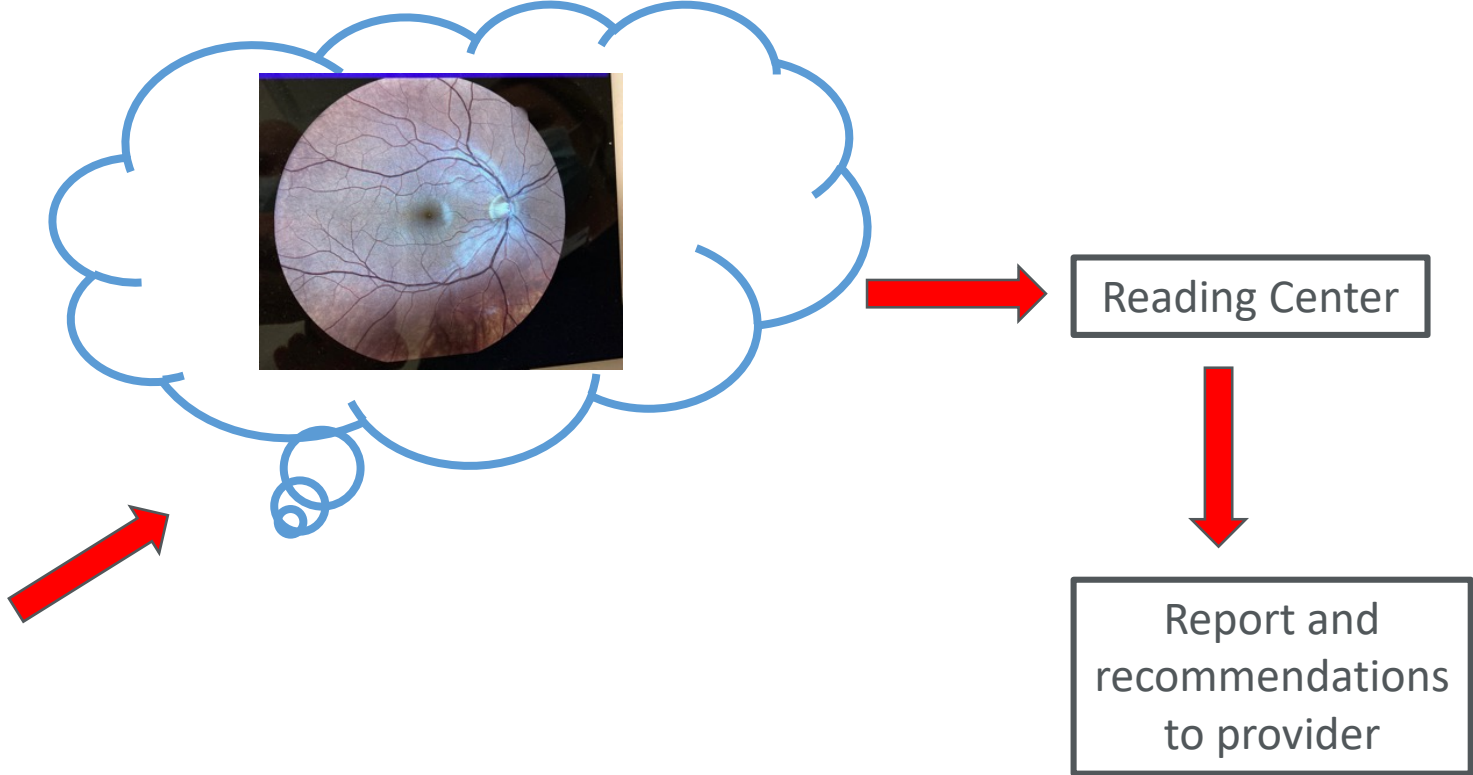 Reading Center
Report and
recommendations
to provider